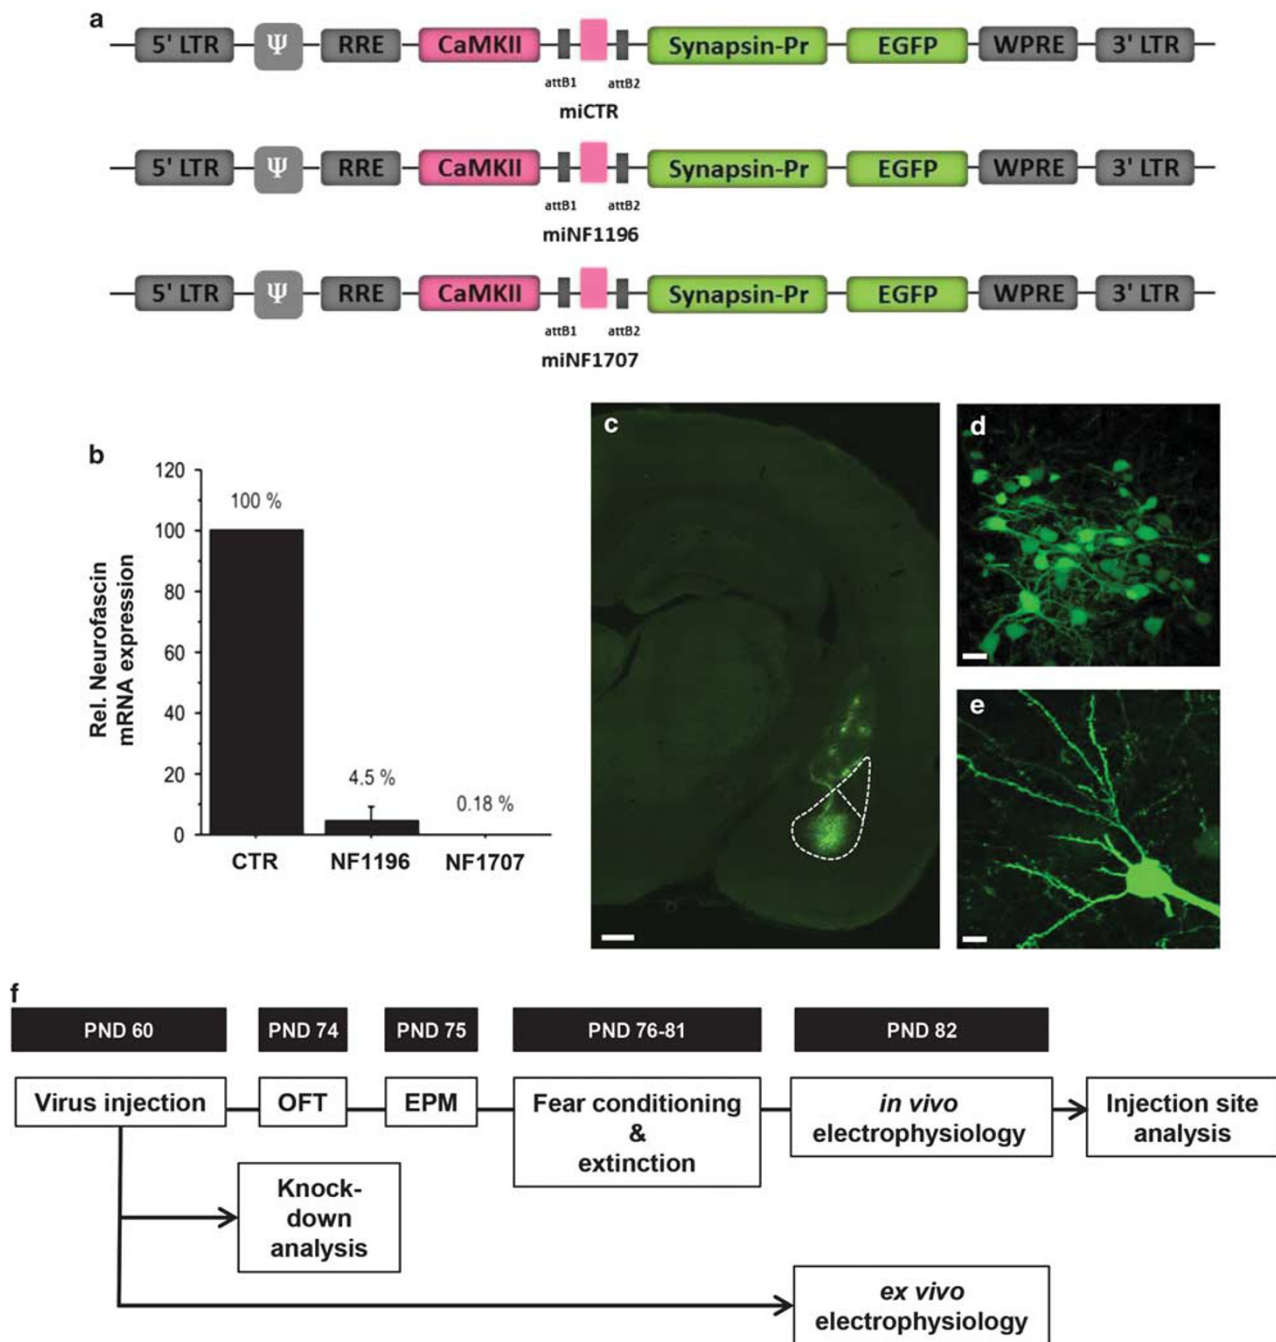 a
5' LTR Ψ RRE CaMKII Synapsin-Pr EGFP WPRE 3' LTR
attB1 attB2
miCTR
5' LTR Ψ RRE CaMKII Synapsin-Pr EGFP WPRE 3' LTR
attB1 attB2
miNF1196
5' LTR Ψ RRE CaMKII Synapsin-Pr EGFP WPRE 3' LTR
attB1 attB2
miNF1707
b
Rel. Neurofascin
mRNA expression
120
100
80
60
40
20
0
100 %
4.5 %
0.18 %
CTR NF1196 NF1707
c
d
e
f
PND 60 PND 74 PND 75 PND 76-81 PND 82
Virus injection
OFT
EPM
Fear conditioning
&
extinction
in vivo
electrophysiology
Injection site
analysis
Knock-
down
analysis
ex vivo
electrophysiology